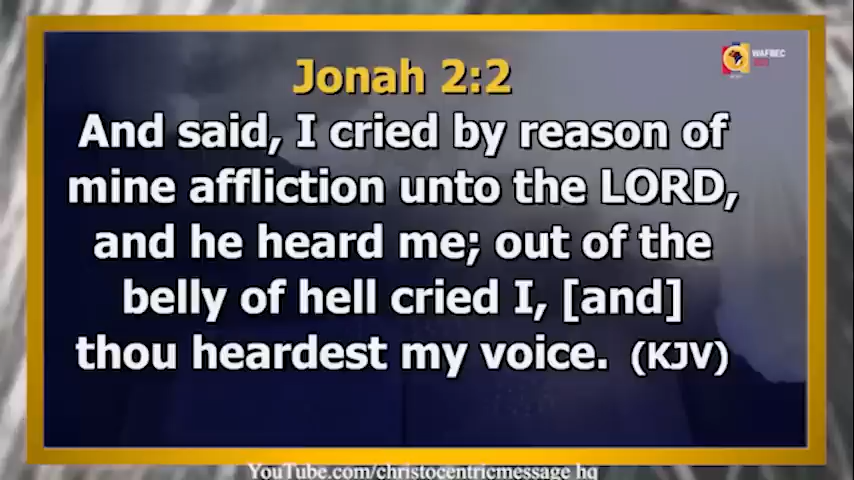 WAFBEC
Jonah 2:2
And said, I cried by reason of
mine affliction unto the LORD,
and he heard me; out of the
belly of hell cried I, [and]
thou heardest my voice. (KJV)
YouTube.com/christocentricmessage hq